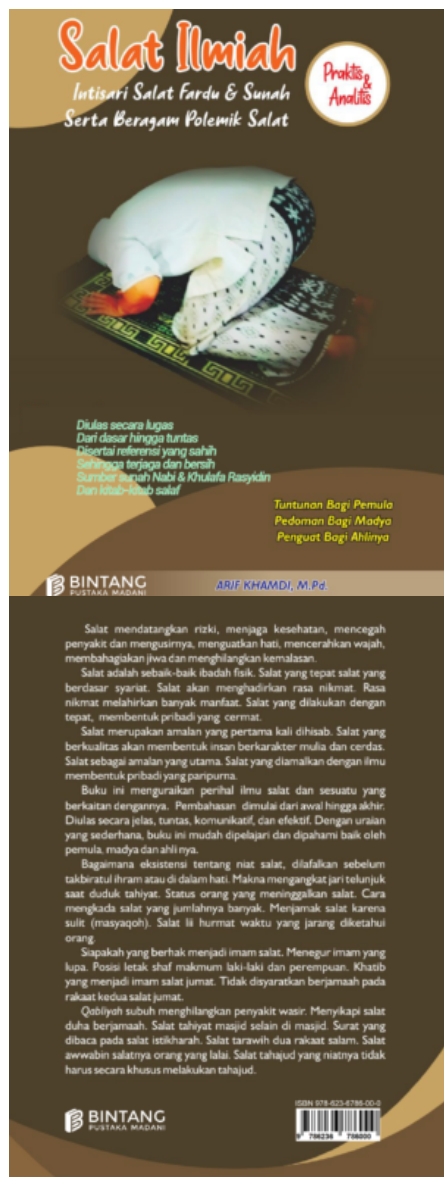 Salat Ilmiah
Intisari Salat Fardu & Sunah
Serta Beragam Polemik Salat
Praktis
&
Analitis
Diulas secara lugas
Dari dasar hingga tuntas
Disertai referensi yang sahih
Sehingga terjaga dan bersih
Sumber sunah Nabi & Khulafa Rasyidin
Dan kitab-kitab salaf
Tuntunan Bagi Pemula
Pedoman Bagi Madya
Penguat Bagi Ahlinya
BINTANG
PUSTAKA MADANI
ARIF KHAMDI, M.Pd.
Salat mendatangkan rizki, menjaga kesehatan, mencegah
penyakit dan mengusirnya, menguatkan hati, mencerahkan wajah,
membahagiakan jiwa dan menghilangkan kemalasan.
Salat adalah sebaik-baik ibadah fisik. Salat yang tepat salat yang
berdasar syariat. Salat akan menghadirkan rasa nikmat. Rasa
nikmat melahirkan banyak manfaat. Salat yang dilakukan dengan
tepat, membentuk pribadi yang cermat.
Salat merupakan amalan yang pertama kali dihisab. Salat yang
berkualitas akan membentuk insan berkarakter mulia dan cerdas.
Salat sebagai amalan yang utama. Salat yang diamalkan dengan ilmu
membentuk pribadi yang paripurna.
Buku ini menguraikan perihal ilmu salat dan sesuatu yang
berkaitan dengannya. Pembahasan dimulai dari awal hingga akhir.
Diulas secara jelas, tuntas, komunikatif, dan efektif. Dengan uraian
yang sederhana, buku ini mudah dipelajari dan dipahami baik oleh
pemula, madya dan ahli nya.
Bagaimana eksistensi tentang niat salat, dilafalkan sebelum
takbiratul ihram atau di dalam hati. Makna mengangkat jari telunjuk
saat duduk tahiyat. Status orang yang meninggalkan salat. Cara
mengkada salat yang jumlahnya banyak. Menjamak salat karena
sulit (masyaqoh). Salat lii hurmat waktu yang jarang diketahui
orang.
Siapakah yang berhak menjadi imam salat. Menegur imam yang
lupa. Posisi letak shaf makmum laki-laki dan perempuan. Khatib
yang menjadi imam salat jumat. Tidak disyaratkan berjamaah pada
rakaat kedua salat jumat.
Qabliyah subuh menghilangkan penyakit wasir. Menyikapi salat
duha berjamaah. Salat tahiyat masjid selain di masjid. Surat yang
dibaca pada salat istikharah. Salat tarawih dua rakaat salam. Salat
awwabin salatnya orang yang lalai. Salat tahajud yang niatnya tidak
harus secara khusus melakukan tahajud.
BINTANG
PUSTAKA MADANI
ISBN 978-623-6786-00-0
9 786236 786000